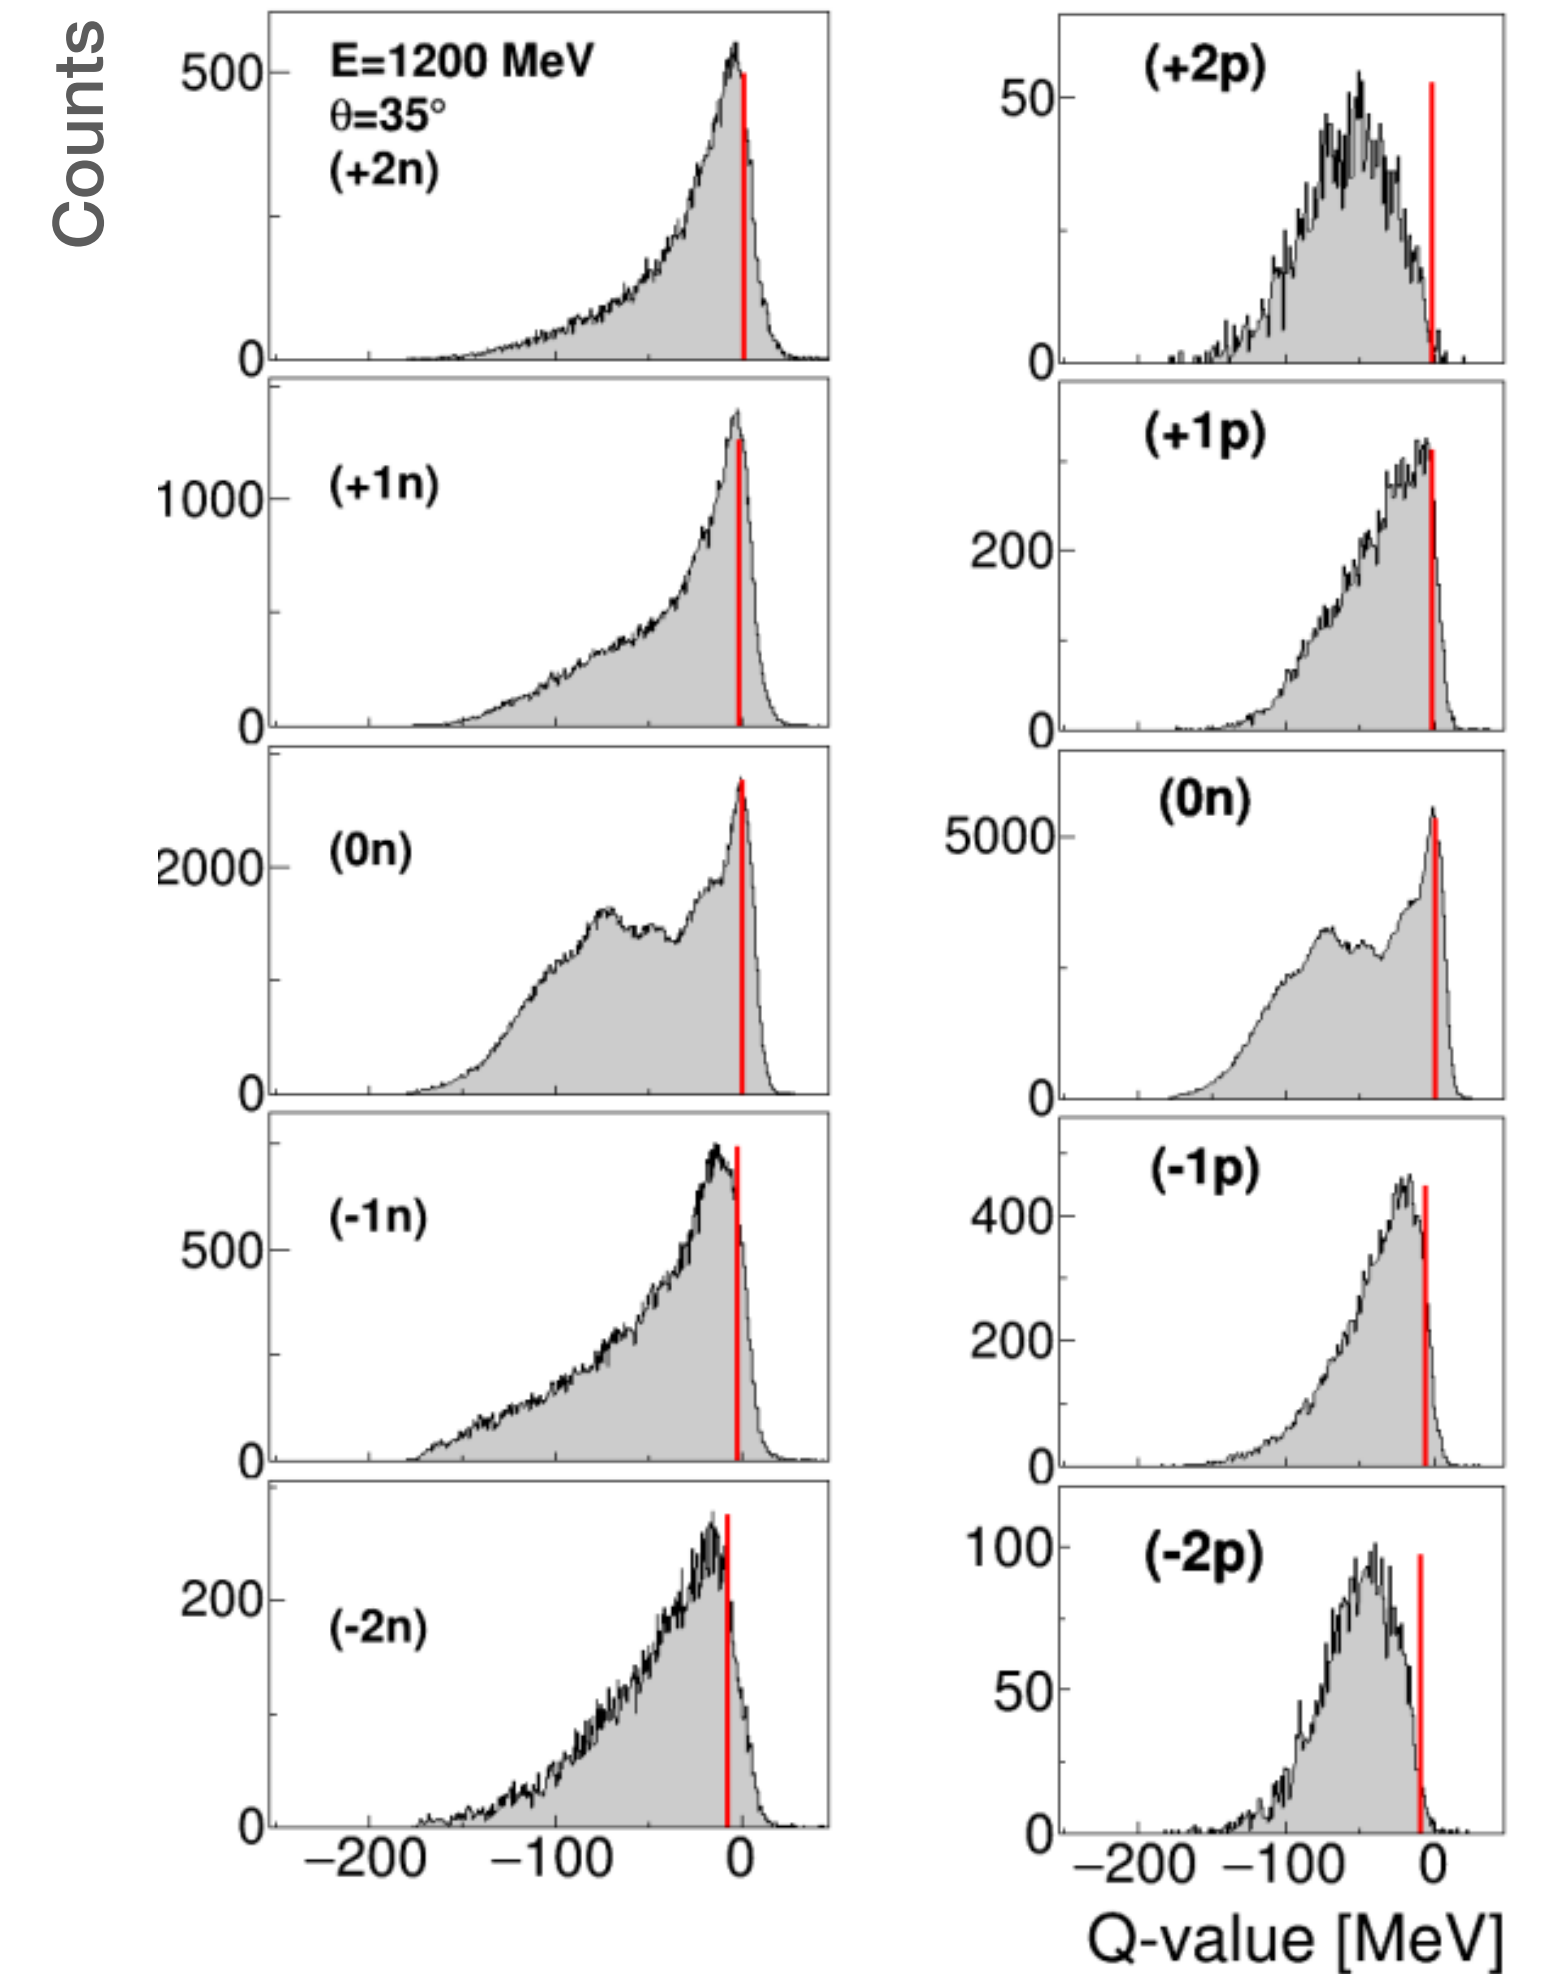 Counts
E=1200 MeV
θ=35°
(+2n)
500
0
(+1n)
1000
0
(0n)
2000
0
(-1n)
500
0
(-2n)
200
0
−200 −100 0
(+2p)
50
0
(+1p)
200
0
(0n)
5000
0
(-1p)
400
200
0
(-2p)
100
50
0
−200 −100 0
Q-value [MeV]